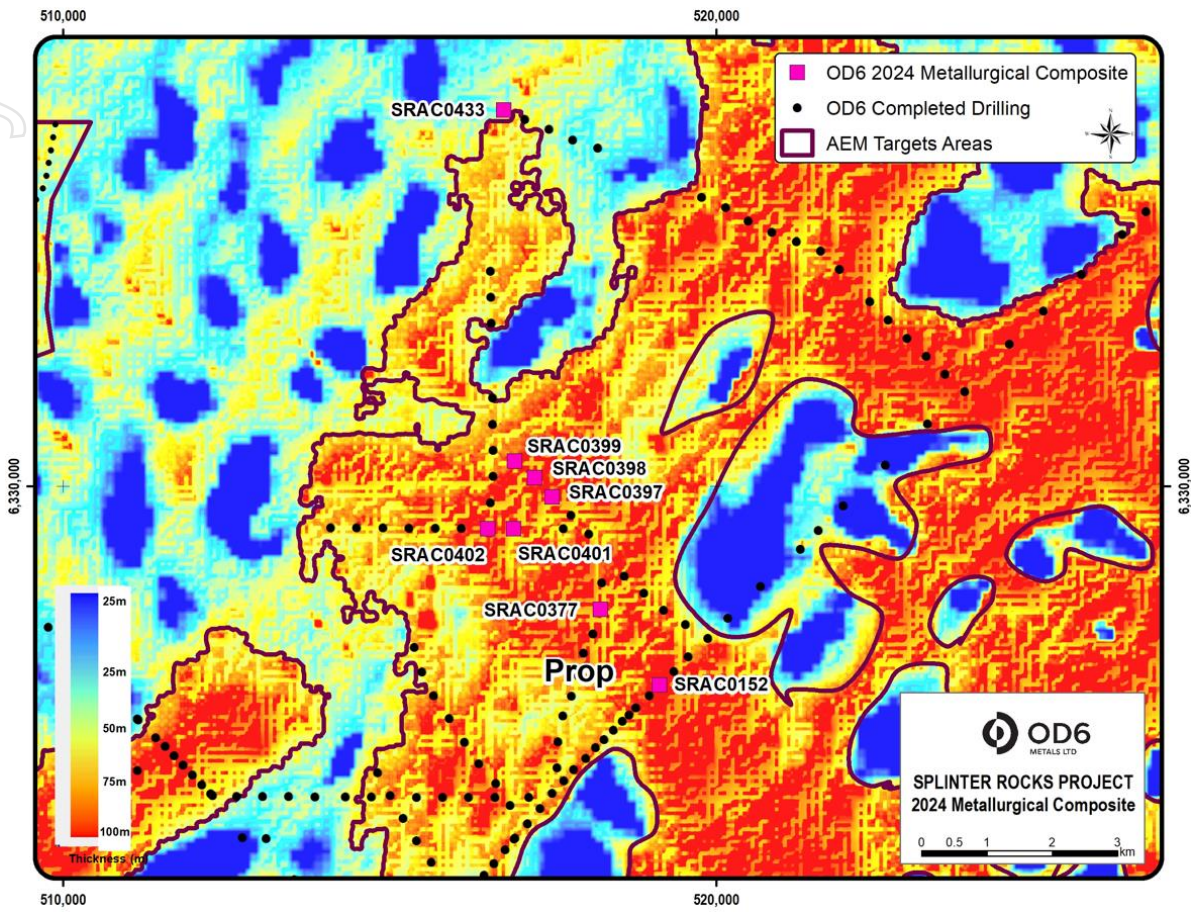 510,000
520,000
OD6 2024 Metallurgical Composite
OD6 Completed Drilling
AEM Targets Areas
SRAC0433
SRAC0399
SRAC0398
SRAC0397
SRAC0402
SRAC0401
SRAC0377
Prop
SRAC0152
6,330,000
6,330,000
25m
25m
50m
75m
100m
Thickness (m)
OD6
METALS LTD
SPLINTER ROCKS PROJECT
2024 Metallurgical Composite
0 0.5 1 2 3
km
510,000
520,000